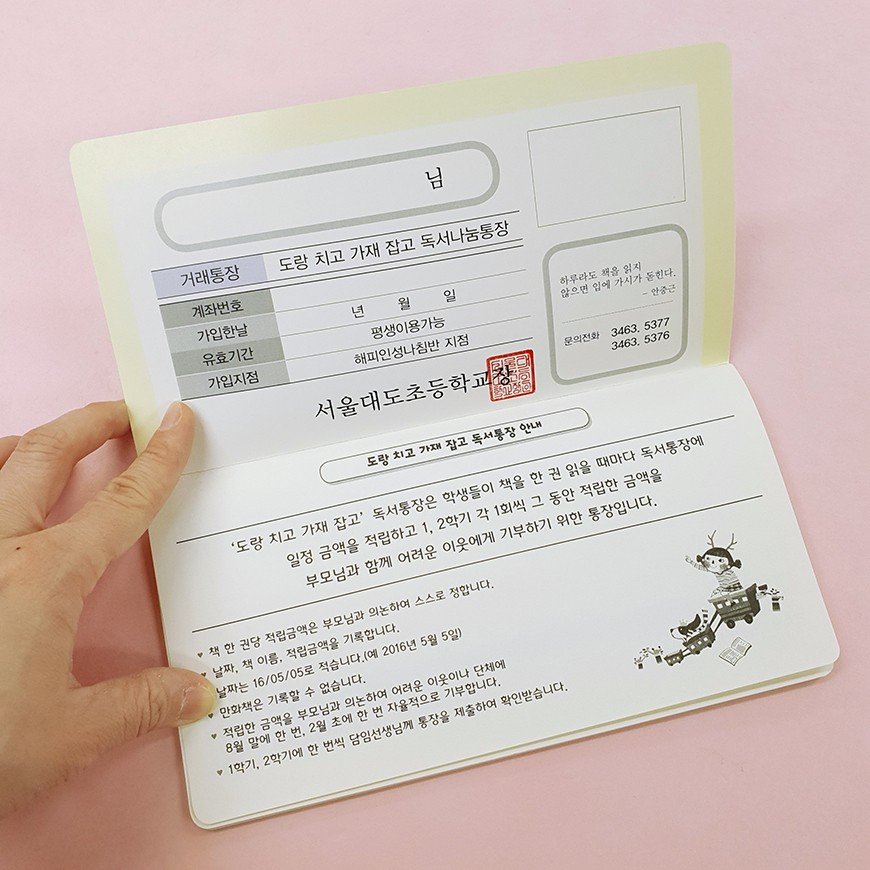 님
거래통장 도랑 치고 가재 잡고 독서나눔통장
계좌번호
가입한날 년 월 일
유효기간 평생이용가능
가입지점 해피인성나침반 지점
서울대도초등학교장
하루라도 책을 읽지
않으면 입에 가시가 돋힌다.
- 안중근
문의전화 3463. 5377
3463. 5376
도랑 치고 가재 잡고 독서통장 안내
‘도랑 치고 가재 잡고’ 독서통장은 학생들이 책을 한 권 읽을 때마다 독서통장에
일정 금액을 적립하고 1, 2학기 각 1회씩 그 동안 적립한 금액을
부모님과 함께 어려운 이웃에게 기부하기 위한 통장입니다.
♥ 책 한 권당 적립금액은 부모님과 의논하여 스스로 정합니다.
♥ 날짜, 책 이름, 적립금액을 기록합니다.
날짜는 16/05/05로 적습니다.(예 2016년 5월 5일)
♥ 만화책은 기록할 수 없습니다.
♥ 적립한 금액을 부모님과 의논하여 어려운 이웃이나 단체에
8월 말에 한 번, 2월 초에 한 번 자율적으로 기부합니다.
♥ 1학기, 2학기에 한 번씩 담임선생님께 통장을 제출하여 확인받습니다.